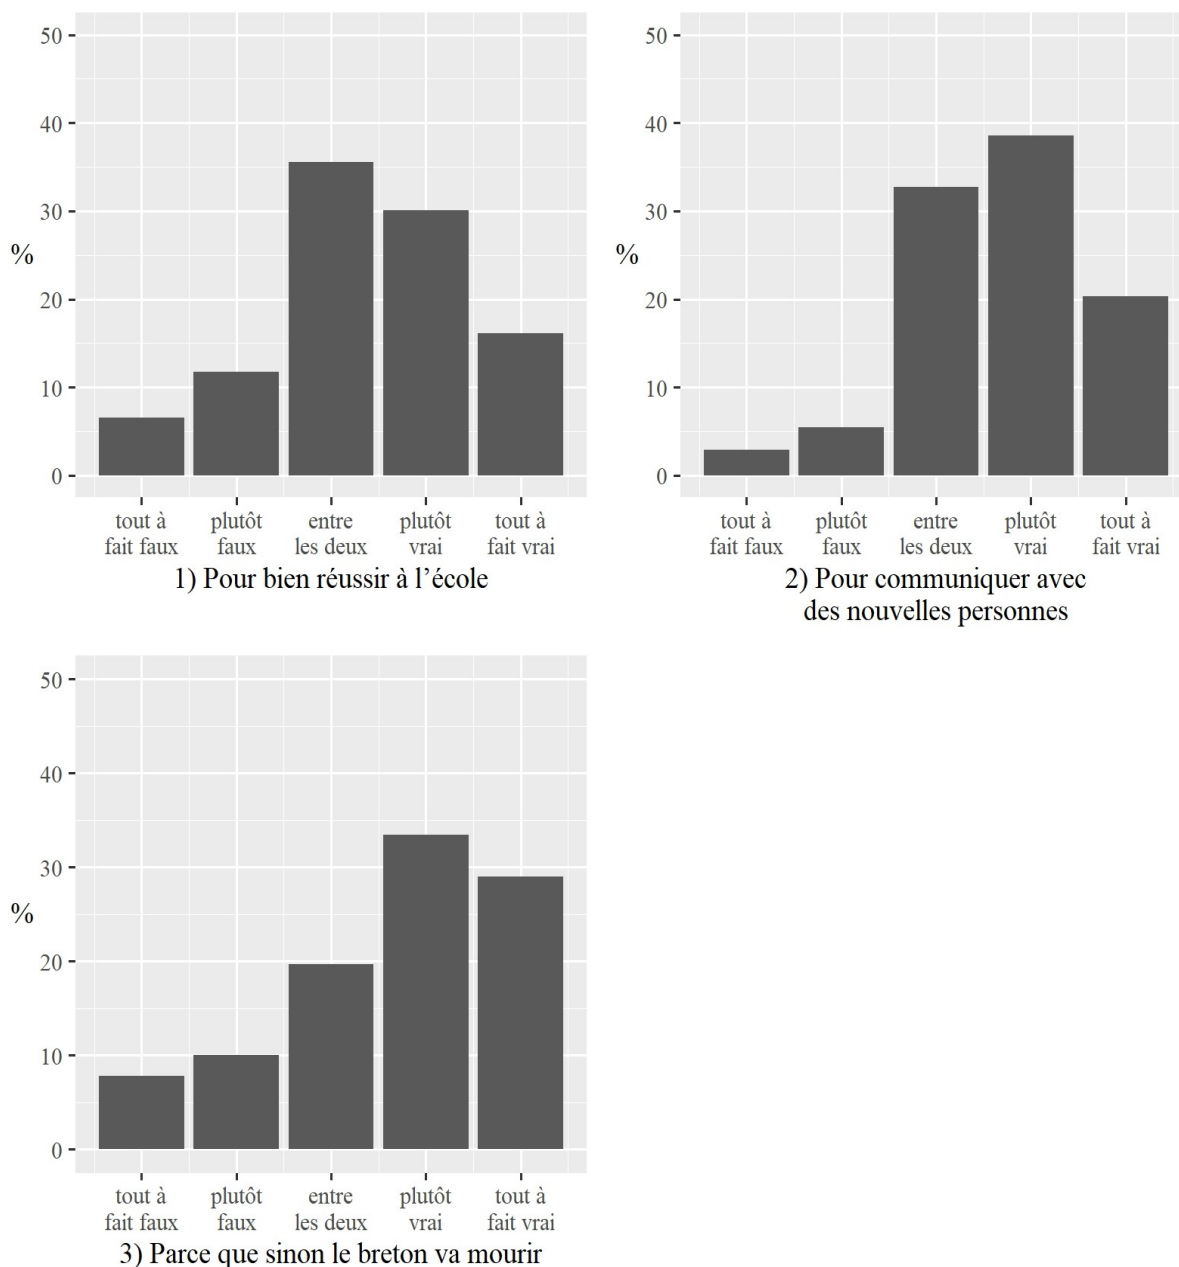 50
40
30
%
20
10
0
tout à
fait faux
plutôt
faux
entre
les deux
plutôt
vrai
tout à
fait vrai
1) Pour bien réussir à l’école
50
40
30
%
20
10
0
tout à
fait faux
plutôt
faux
entre
les deux
plutôt
vrai
tout à
fait vrai
2) Pour communiquer avec
des nouvelles personnes
50
40
30
%
20
10
0
tout à
fait faux
plutôt
faux
entre
les deux
plutôt
vrai
tout à
fait vrai
3) Parce que sinon le breton va mourir